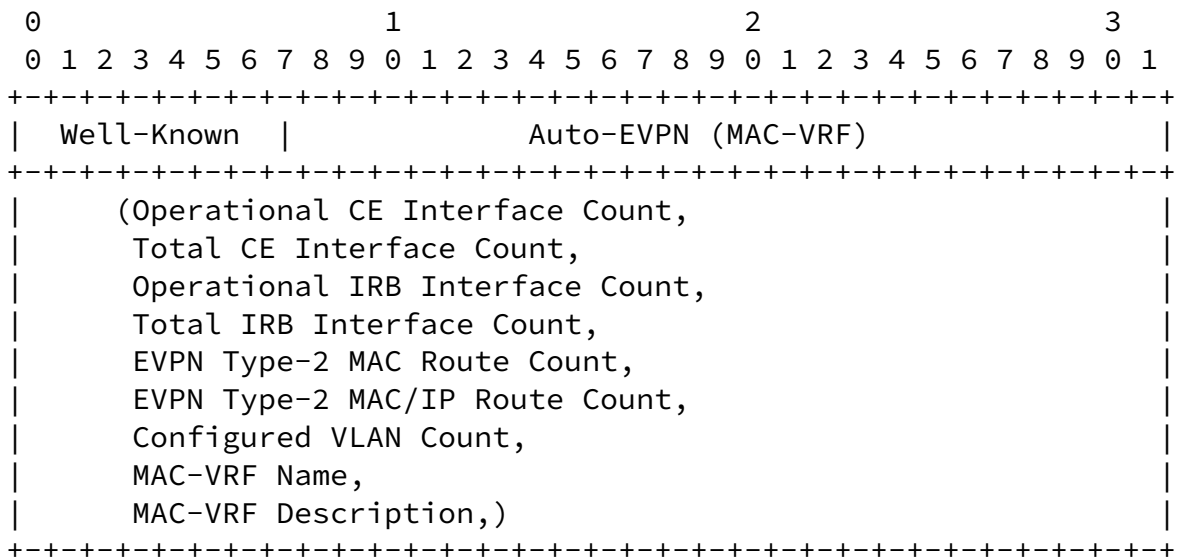 0                   1                   2                   3
 0 1 2 3 4 5 6 7 8 9 0 1 2 3 4 5 6 7 8 9 0 1 2 3 4 5 6 7 8 9 0 1
+-+-+-+-+-+-+-+-+-+-+-+-+-+-+-+-+-+-+-+-+-+-+-+-+-+-+-+-+-+-+-+-+
|  Well-Known  |             Auto-EVPN (MAC-VRF)                |
+-+-+-+-+-+-+-+-+-+-+-+-+-+-+-+-+-+-+-+-+-+-+-+-+-+-+-+-+-+-+-+-+
|     (Operational CE Interface Count,                          |
|      Total CE Interface Count,                                |
|      Operational IRB Interface Count,                         |
|      Total IRB Interface Count,                               |
|      EVPN Type-2 MAC Route Count,                             |
|      EVPN Type-2 MAC/IP Route Count,                          |
|      Configured VLAN Count,                                   |
|      MAC-VRF Name,                                            |
|      MAC-VRF Description,)                                    |
+-+-+-+-+-+-+-+-+-+-+-+-+-+-+-+-+-+-+-+-+-+-+-+-+-+-+-+-+-+-+-+-+